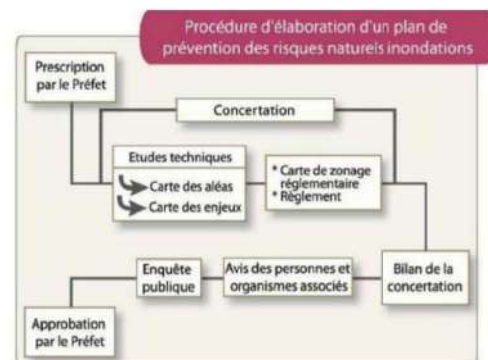 Procédure d'élaboration d'un plan de
prévention des risques naturels inondations
Prescription
par le Préfet
Concertation
Etudes techniques
Carte des aléas
Carte des enjeux
* Carte de zonage
réglementaire
* Règlement
Enquête
publique
Avis des personnes et
organismes associés
Bilan de la
concertation
Approbation
par le Préfet